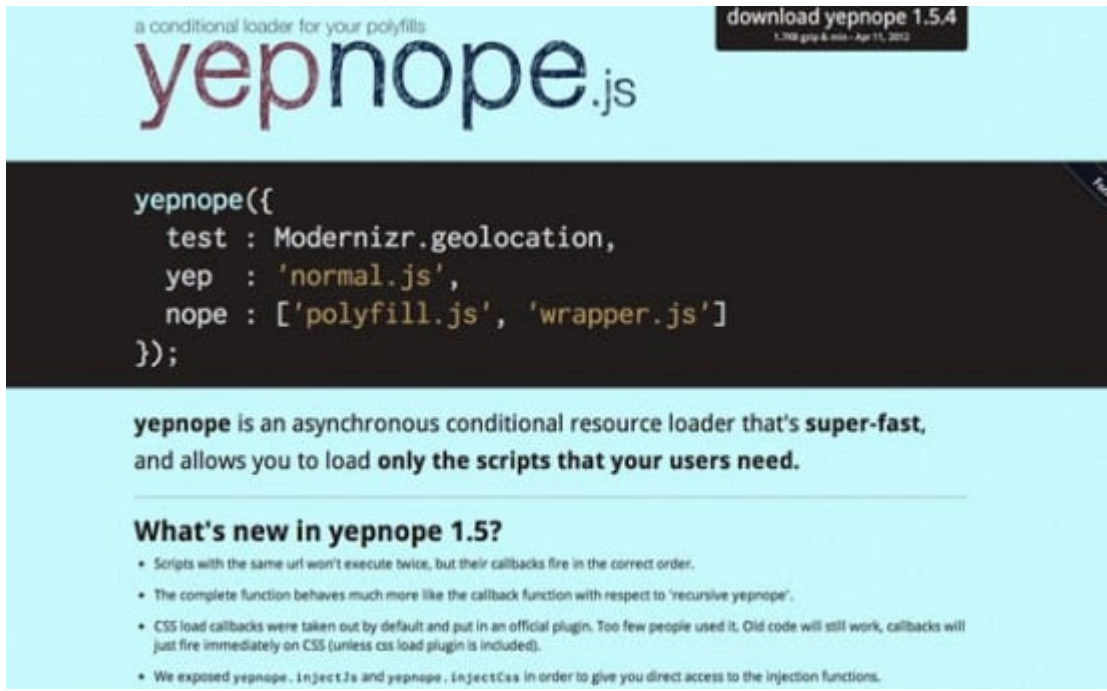 a conditional loader for your polyfills
download yepnope 1.5.4
gzip & min - Apr 11, 2012
yepnope.js
yepnope({
  test : Modernizr.geolocation,
  yep  : 'normal.js',
  nope : ['polyfill.js', 'wrapper.js']
});
yepnope is an asynchronous conditional resource loader that's super-fast,
and allows you to load only the scripts that your users need.
What's new in yepnope 1.5?
• Scripts with the same url won't execute twice, but their callbacks fire in the correct order.
• The complete function behaves much more like the callback function with respect to 'recursive yepnope'.
• CSS load callbacks were taken out by default and put in an official plugin. Too few people used it. Old code will still work, callbacks will
just fire immediately on CSS (unless css load plugin is included).
• We exposed yepnope.injectJs and yepnope.injectCss in order to give you direct access to the injection functions.